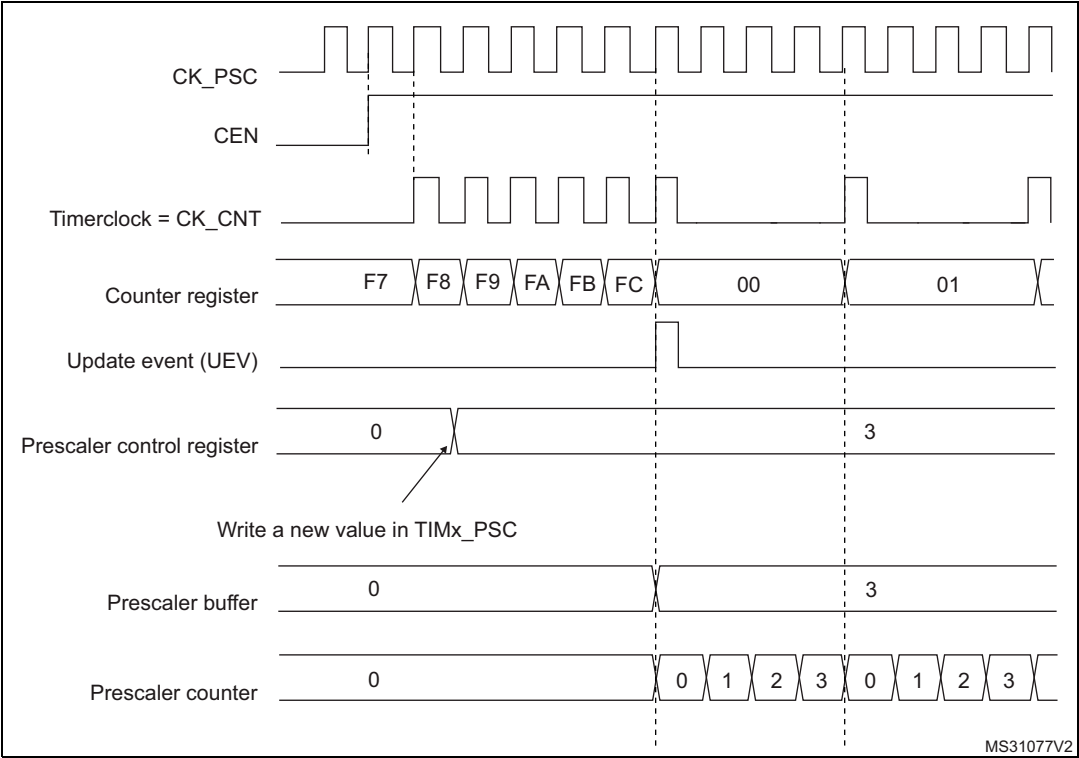 CK_PSC
CEN
Timerclock = CK_CNT
Counter register F7 F8 F9 FA FB FC 00 01
Update event (UEV)
Prescaler control register 0 3
Write a new value in TIMx_PSC
Prescaler buffer 0 3
Prescaler counter 0 0 1 2 3 0 1 2 3
MS31077V2